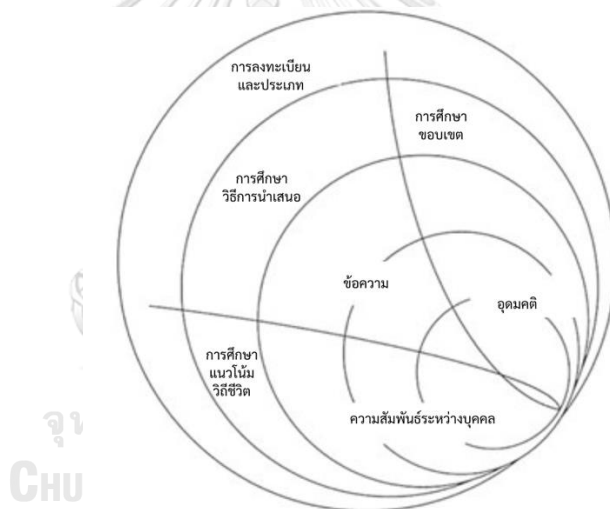 การลงทะเบียน
และประเภท
การศึกษา
ขอบเขต
การศึกษา
วิธีการนำเสนอ
ข้อความ
อุดมคติ
การศึกษา
แนวโน้ม
วิถีชีวิต
ความสัมพันธ์ระหว่างบุคคล
จุฬ
CHU